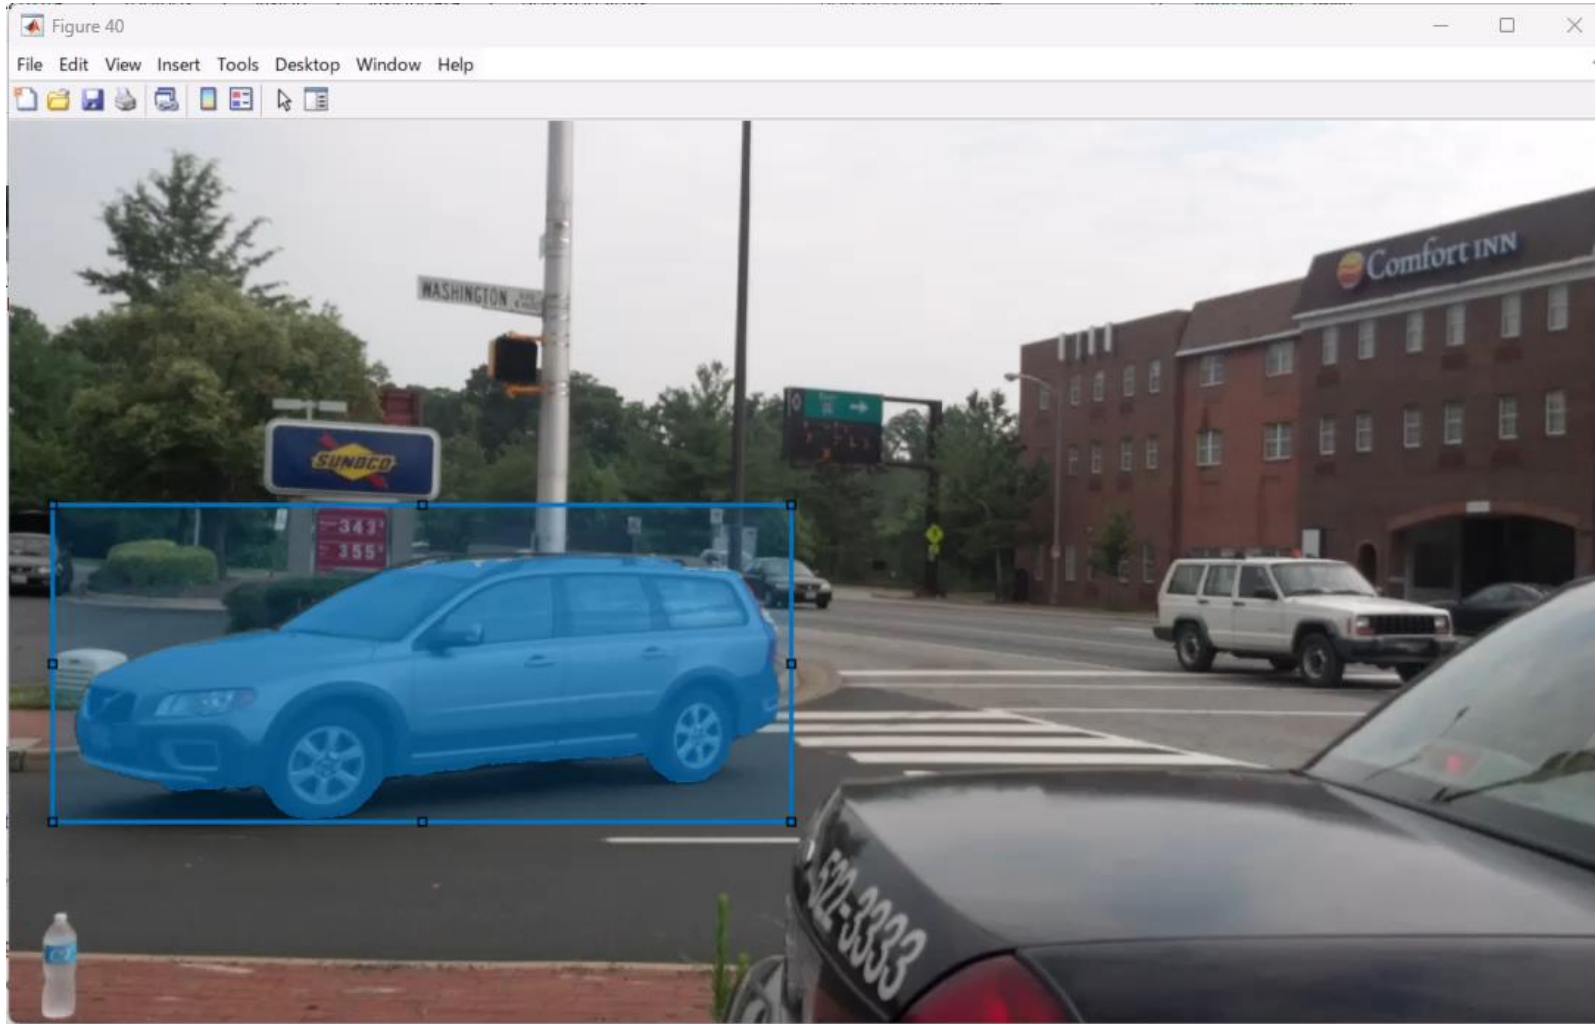 Figure 40
File Edit View Insert Tools Desktop Window Help
Comfort INN
WASHINGTON
SUNOCO
343
355
522-3333